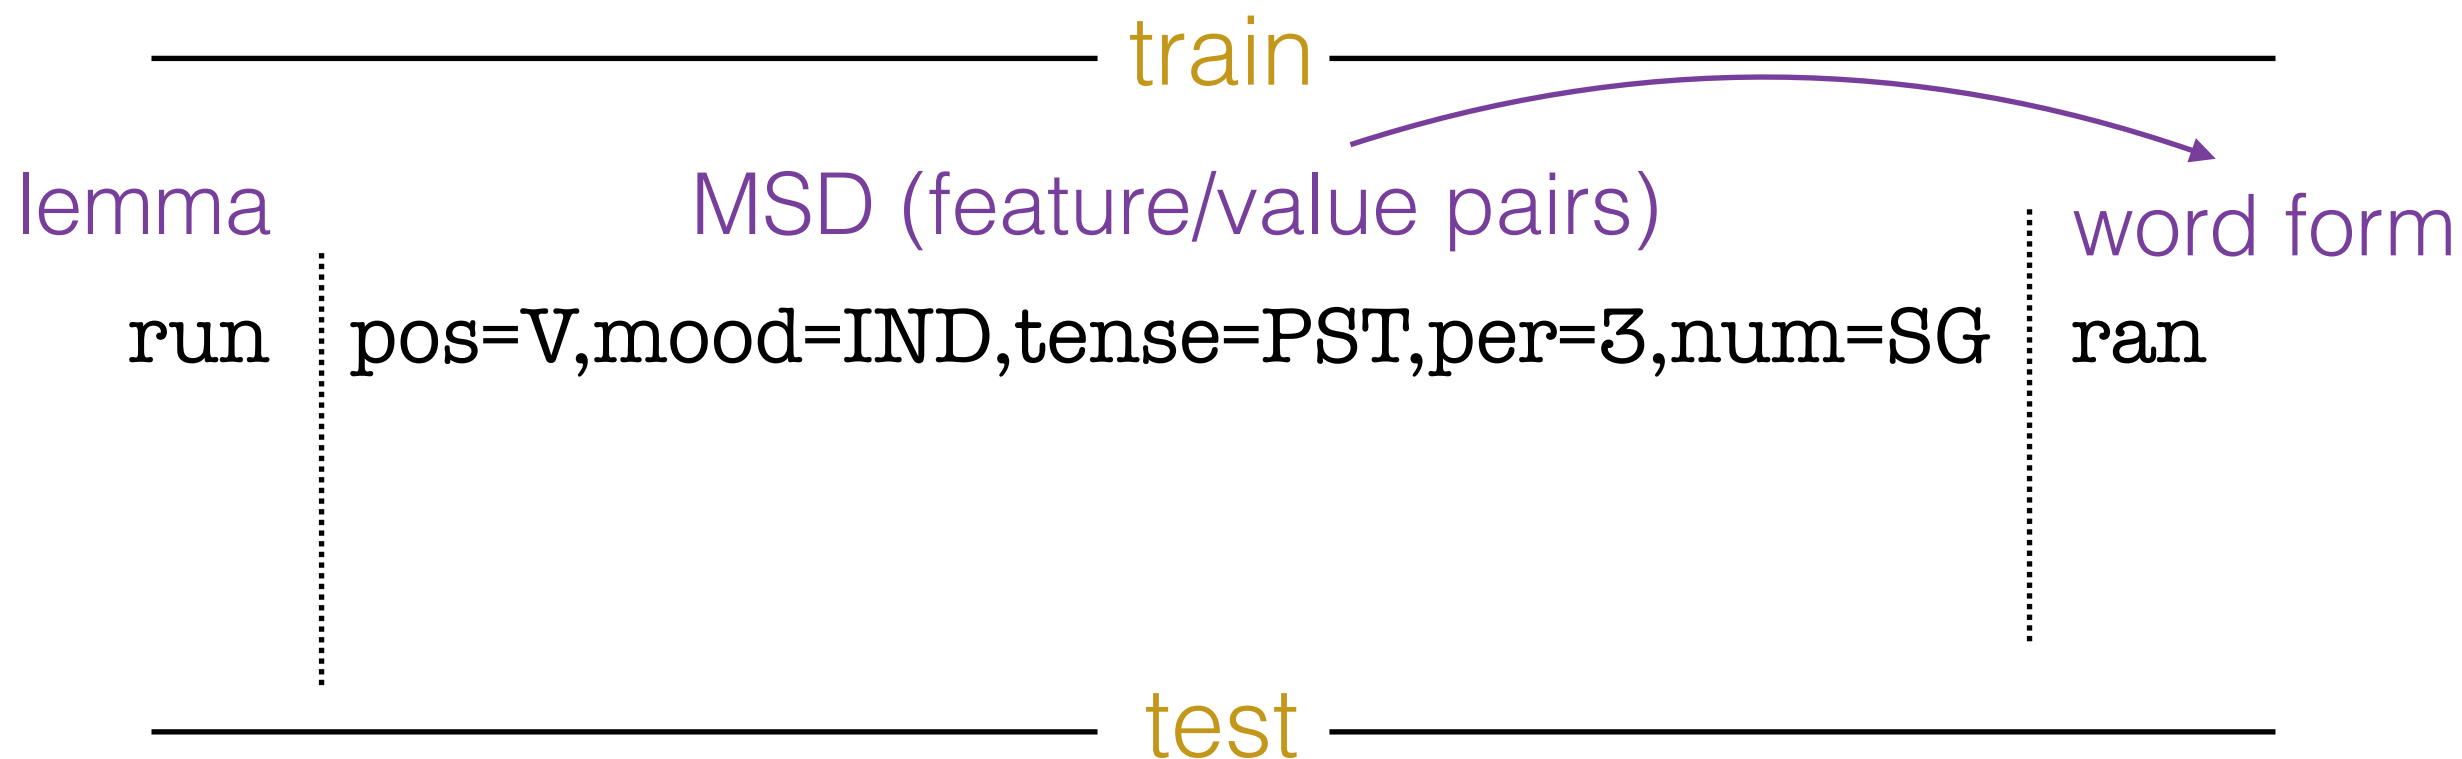 train
lemma MSD (feature/value pairs) word form
run pos=V,mood=IND,tense=PST,per=3,num=SG ran
test